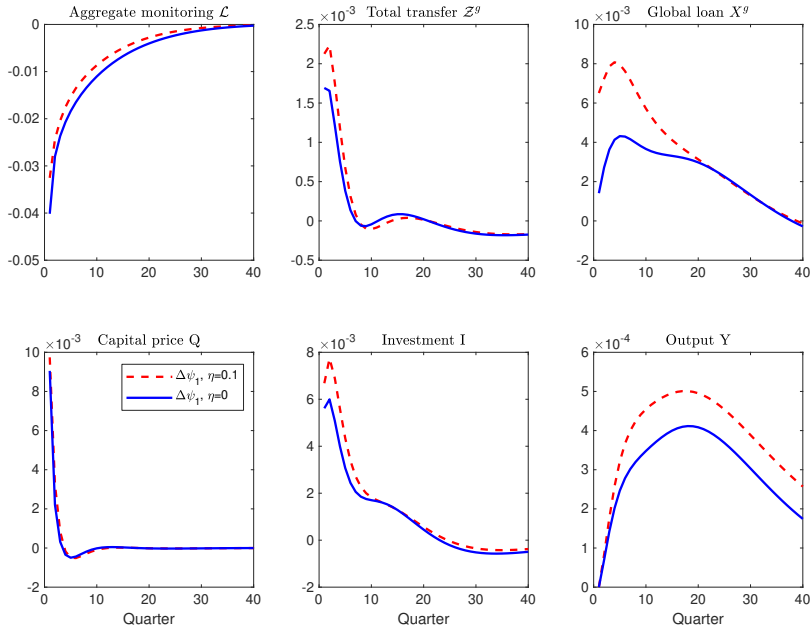 Aggregate monitoring ℒ
0
-0.01
-0.02
-0.03
-0.04
-0.05
0 10 20 30 40
Total transfer 𝒵ᵍ
×10⁻³
2.5
2
1.5
1
0.5
0
-0.5
0 10 20 30 40
Global loan Xᵍ
×10⁻³
10
8
6
4
2
0
-2
0 10 20 30 40
Capital price Q
×10⁻³
10
8
6
4
2
0
-2
0 10 20 30 40
Quarter
Δψ₁, η=0.1
Δψ₁, η=0
Investment I
×10⁻³
8
6
4
2
0
-2
0 10 20 30 40
Quarter
Output Y
×10⁻⁴
6
5
4
3
2
1
0
0 10 20 30 40
Quarter